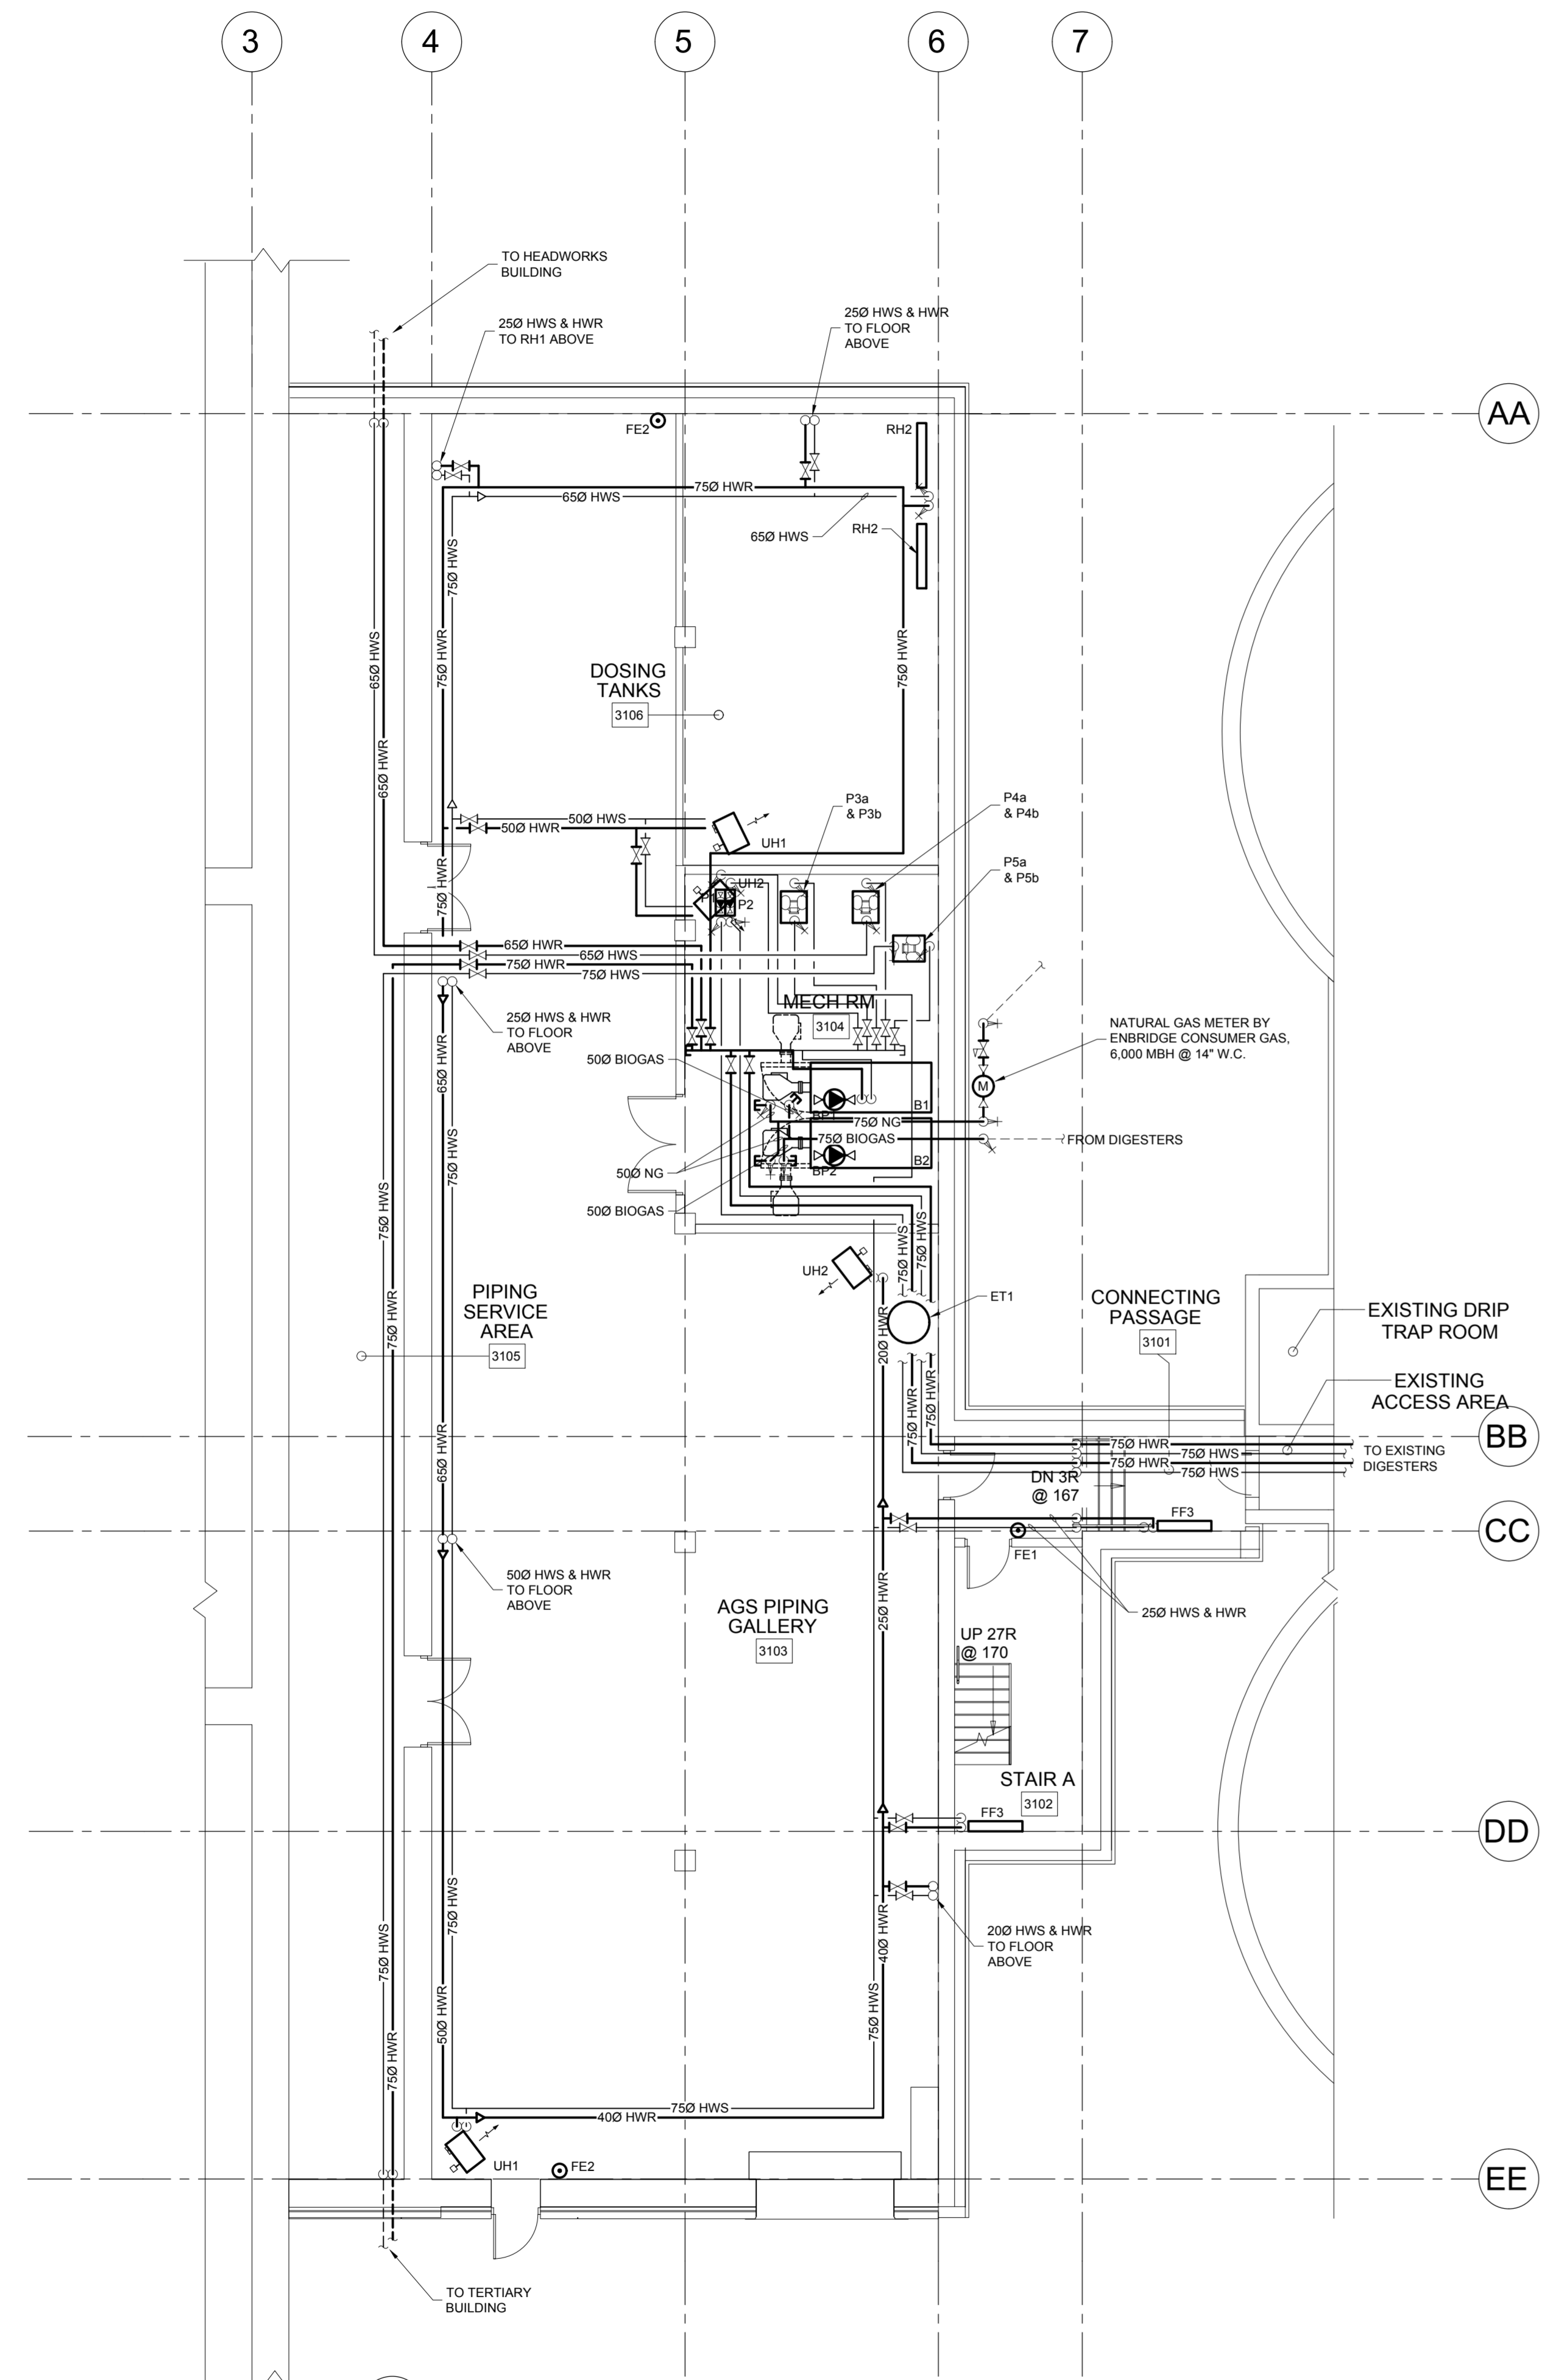 3
4
5
6
7
TO HEADWORKS
BUILDING
25Ø HWS & HWR
TO RH1 ABOVE
25Ø HWS & HWR
TO FLOOR
ABOVE
AA
FE2
RH2
75Ø HWR
65Ø HWS
65Ø HWS
RH2
75Ø HWS
75Ø HWR
65Ø HWS
75Ø HWR
65Ø HWR
DOSING
TANKS
3106
50Ø HWS
50Ø HWR
UH1
P3a
& P3b
P4a
& P4b
P5a
& P5b
75Ø HWR
UH2
P1
P2
65Ø HWR
65Ø HWS
75Ø HWR
75Ø HWS
MECH RM
3104
25Ø HWS & HWR
TO FLOOR
ABOVE
65Ø HWR
50Ø BIOGAS
NATURAL GAS METER BY
ENBRIDGE CONSUMER GAS,
6,000 MBH @ 14" W.C.
M
B1
BP1
75Ø NG
75Ø BIOGAS
FROM DIGESTERS
B2
BP2
50Ø NG
50Ø BIOGAS
75Ø HWS
75Ø HWS
75Ø HWR
75Ø HWS
75Ø HWS
UH2
ET1
20Ø HWR
PIPING
SERVICE
AREA
3105
CONNECTING
PASSAGE
3101
EXISTING DRIP
TRAP ROOM
EXISTING
ACCESS AREA
75Ø HWR
75Ø HWR
65Ø HWR
BB
75Ø HWR
75Ø HWS
75Ø HWR
75Ø HWS
TO EXISTING
DIGESTERS
DN 3R
@ 167
FF3
FE1
CC
50Ø HWS & HWR
TO FLOOR
ABOVE
25Ø HWR
25Ø HWS & HWR
AGS PIPING
GALLERY
3103
UP 27R
@ 170
STAIR A
3102
FF3
DD
75Ø HWS
75Ø HWS
40Ø HWR
20Ø HWS & HWR
TO FLOOR
ABOVE
50Ø HWR
75Ø HWR
75Ø HWS
75Ø HWS
40Ø HWR
UH1
FE2
EE
TO TERTIARY
BUILDING